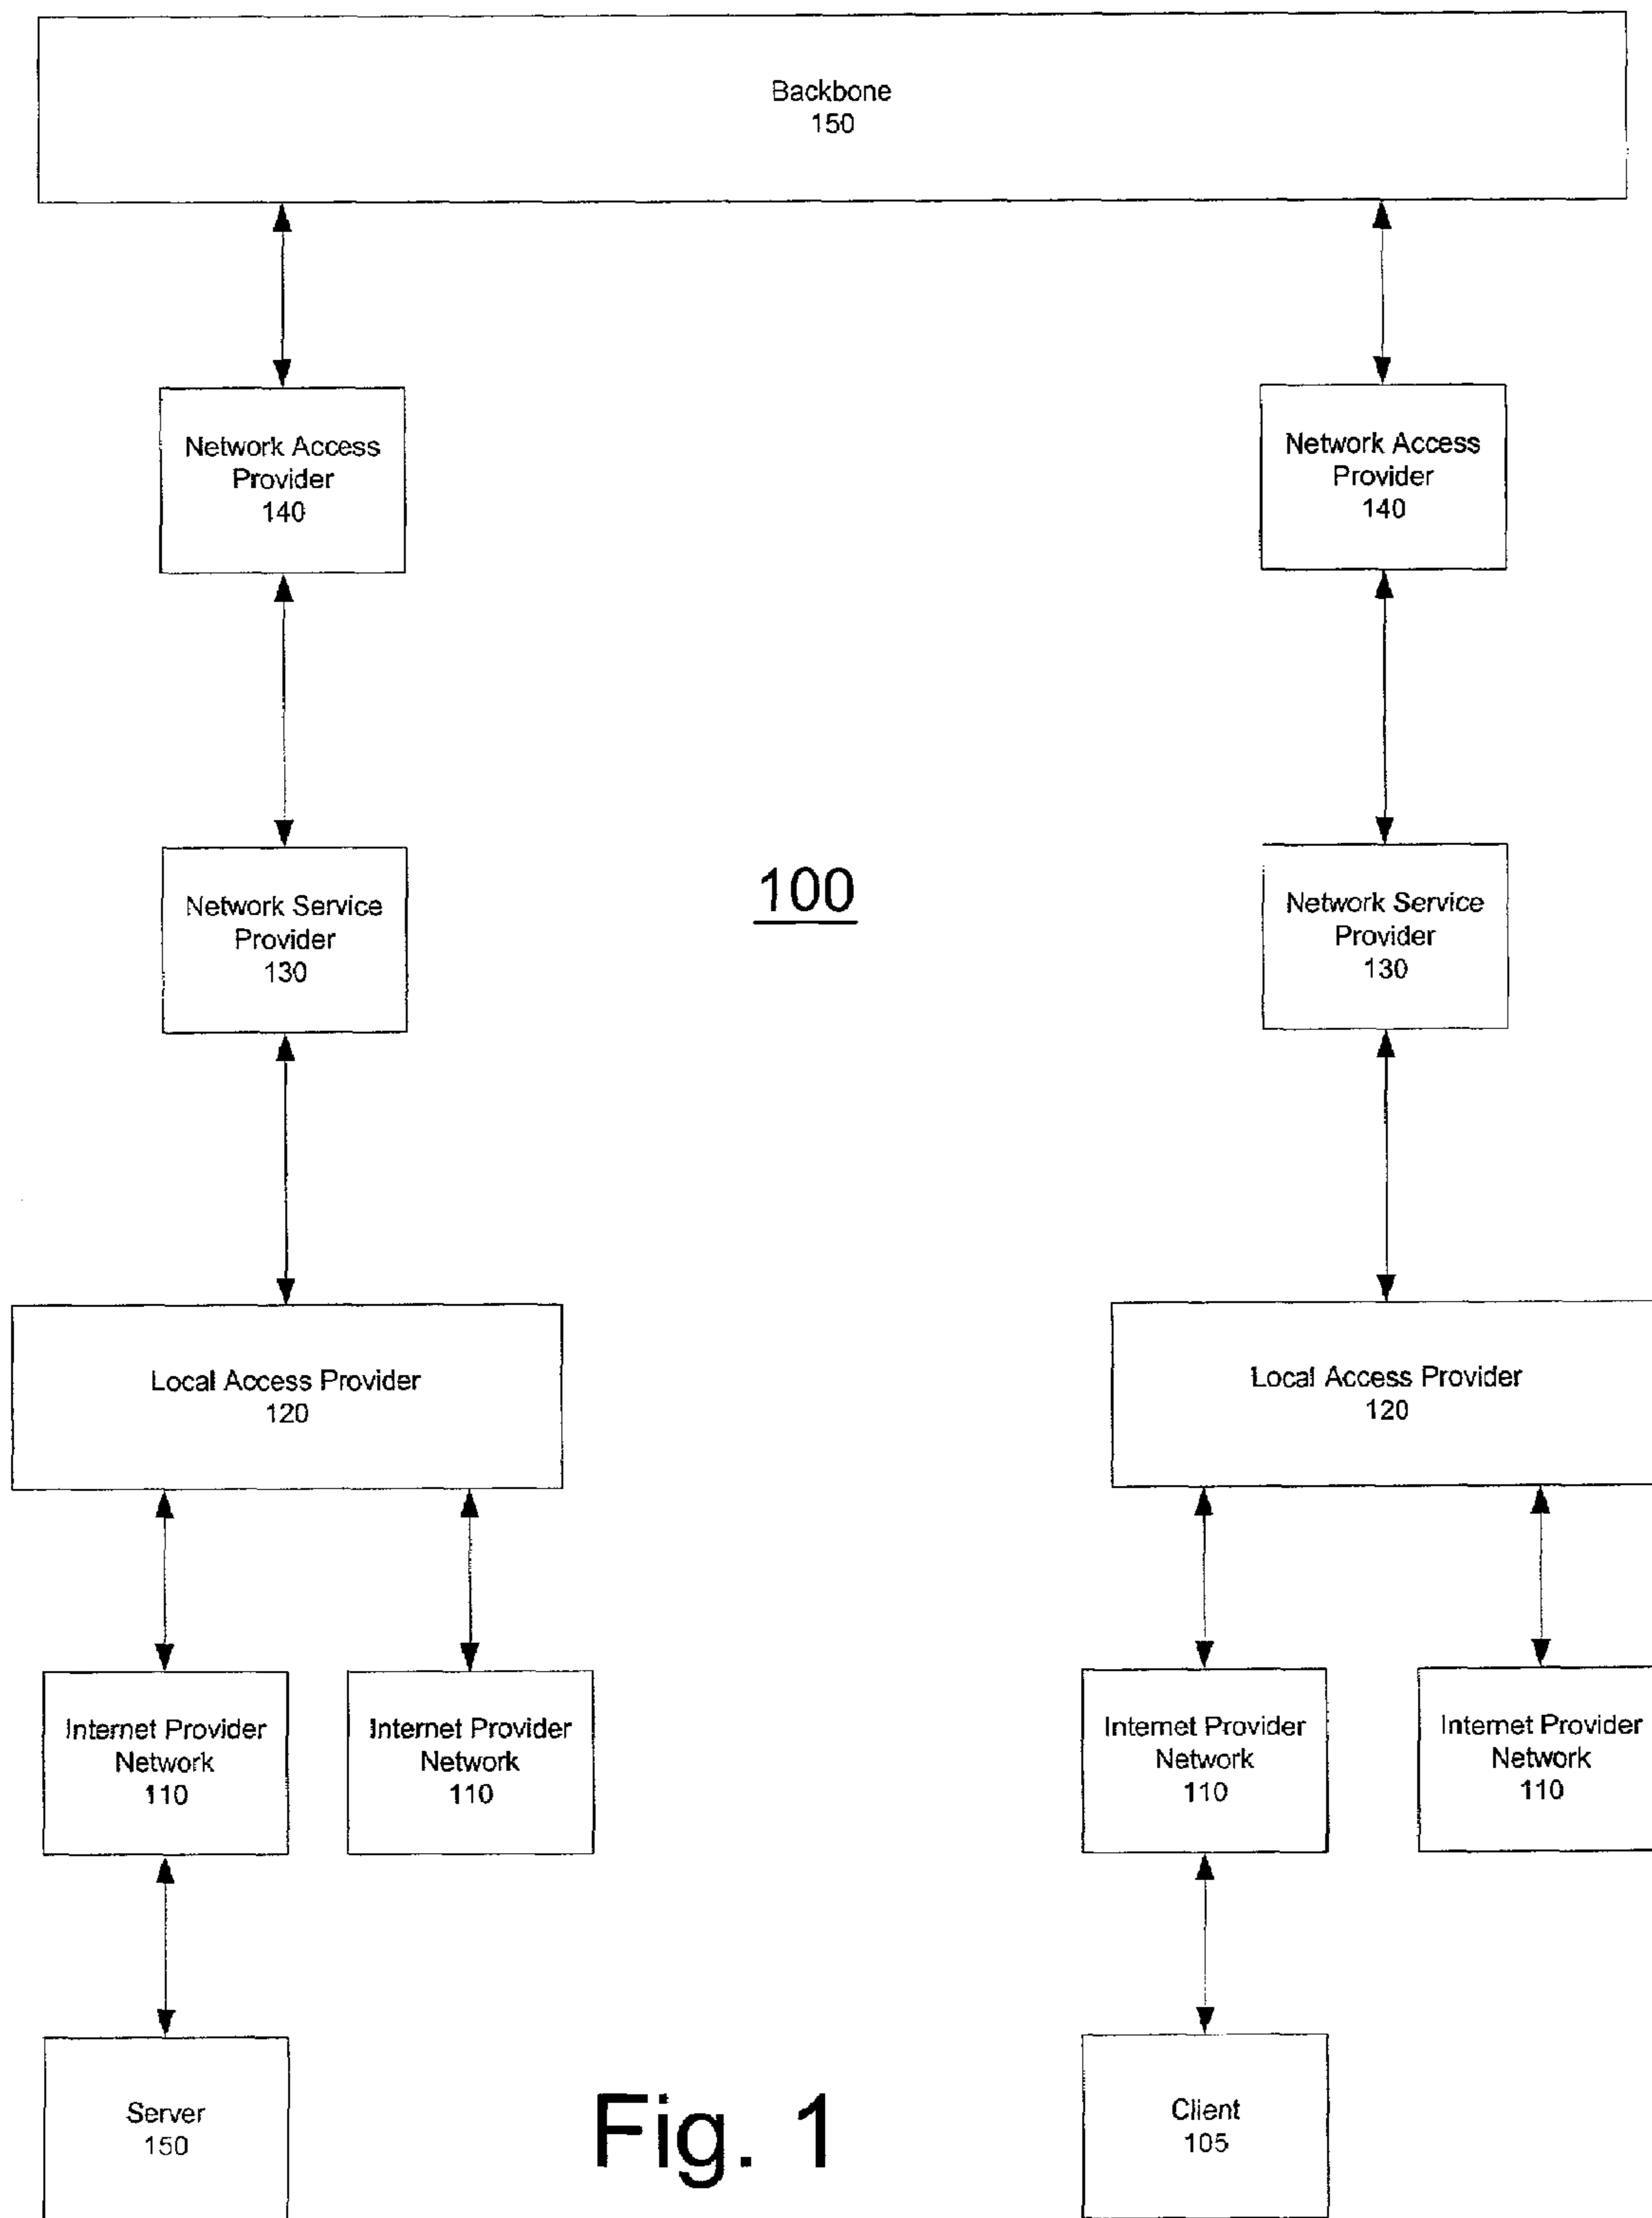 Backbone
150
Network Access
Provider
140
Network Access
Provider
140
Network Service
Provider
130
100
Network Service
Provider
130
Local Access Provider
120
Local Access Provider
120
Internet Provider
Network
110
Internet Provider
Network
110
Internet Provider
Network
110
Internet Provider
Network
110
Server
150
Fig. 1
Client
105